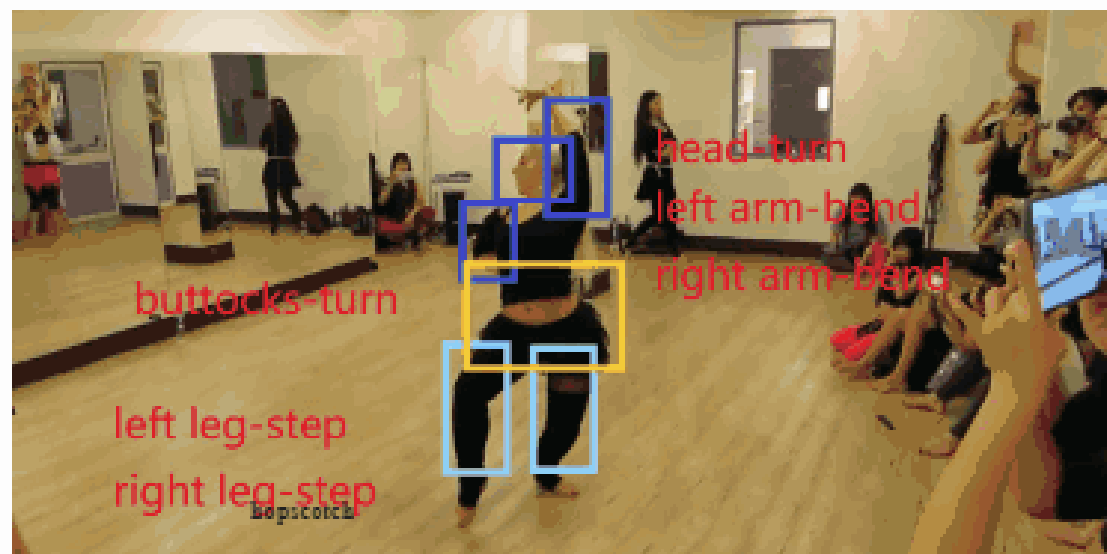 head-turn
left arm-bend
right arm-bend
buttocks-turn
left leg-step
right leg-step
hopscotch